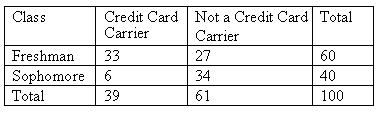 Class Credit Card Carrier Not a Credit Card Carrier Total
Freshman 33 27 60
Sophomore 6 34 40
Total 39 61 100